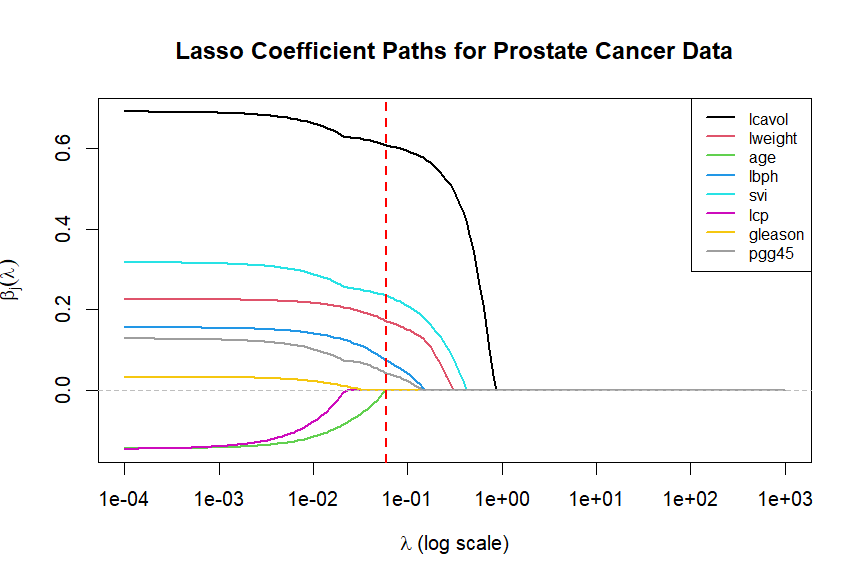 Lasso Coefficient Paths for Prostate Cancer Data
βj(λ)
0.6
0.4
0.2
0.0
lcavol
lweight
age
lbph
svi
lcp
gleason
pgg45
1e-04 1e-03 1e-02 1e-01 1e+00 1e+01 1e+02 1e+03
λ (log scale)